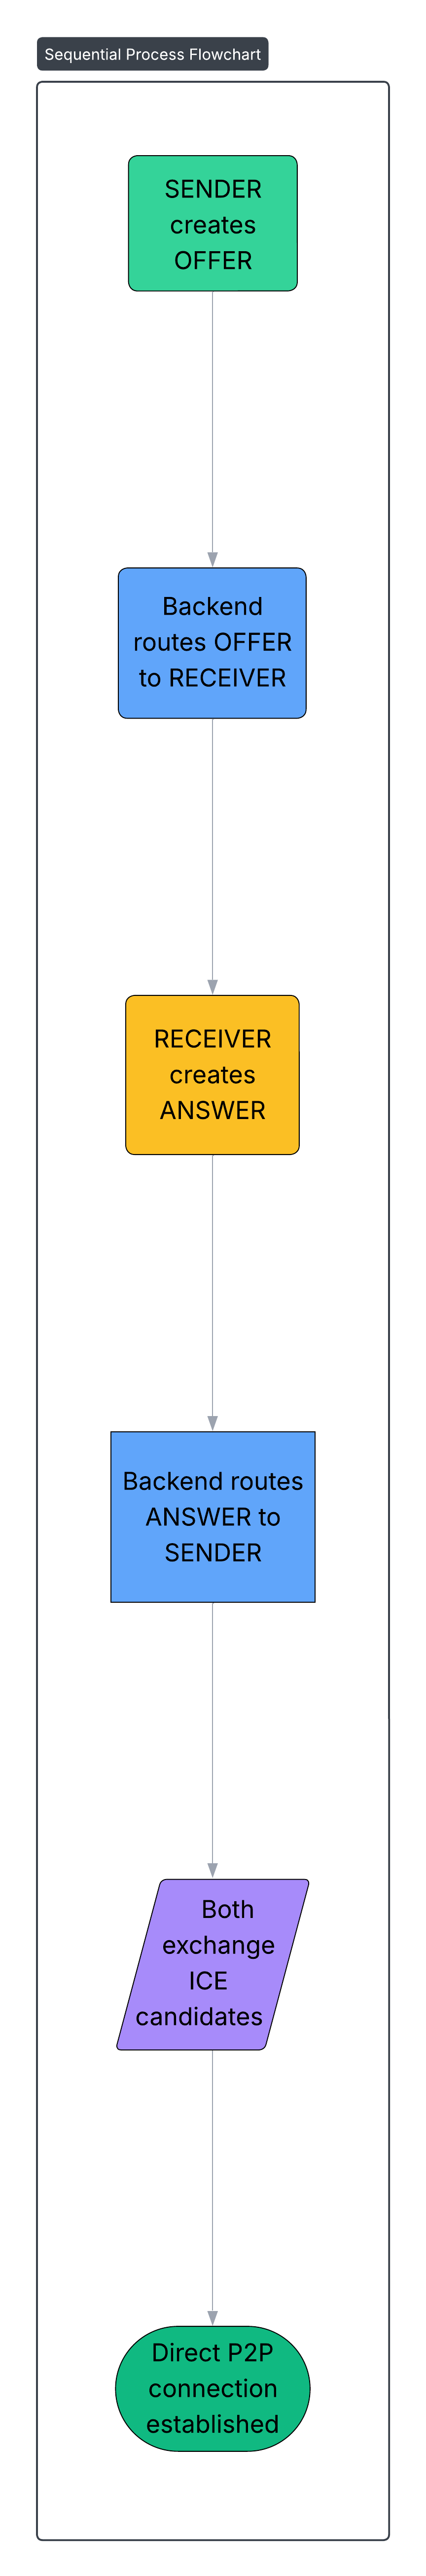 Sequential Process Flowchart
SENDER
creates
OFFER
Backend
routes OFFER
to RECEIVER
RECEIVER
creates
ANSWER
Backend routes
ANSWER to
SENDER
Both
exchange
ICE
candidates
Direct P2P
connection
established